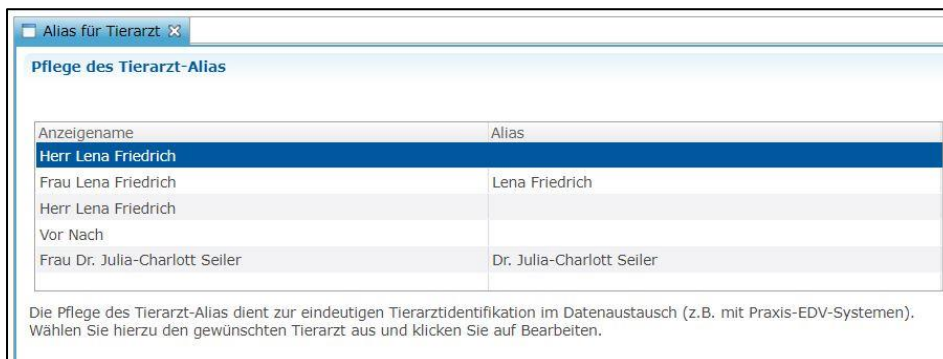 Alias für Tierarzt
Pflege des Tierarzt-Alias
Anzeigename Alias
Herr Lena Friedrich
Frau Lena Friedrich Lena Friedrich
Herr Lena Friedrich
Vor Nach
Frau Dr. Julia-Charlott Seiler Dr. Julia-Charlott Seiler
Die Pflege des Tierarzt-Alias dient zur eindeutigen Tierarztidentifikation im Datenaustausch (z.B. mit Praxis-EDV-Systemen).
Wählen Sie hierzu den gewünschten Tierarzt aus und klicken Sie auf Bearbeiten.